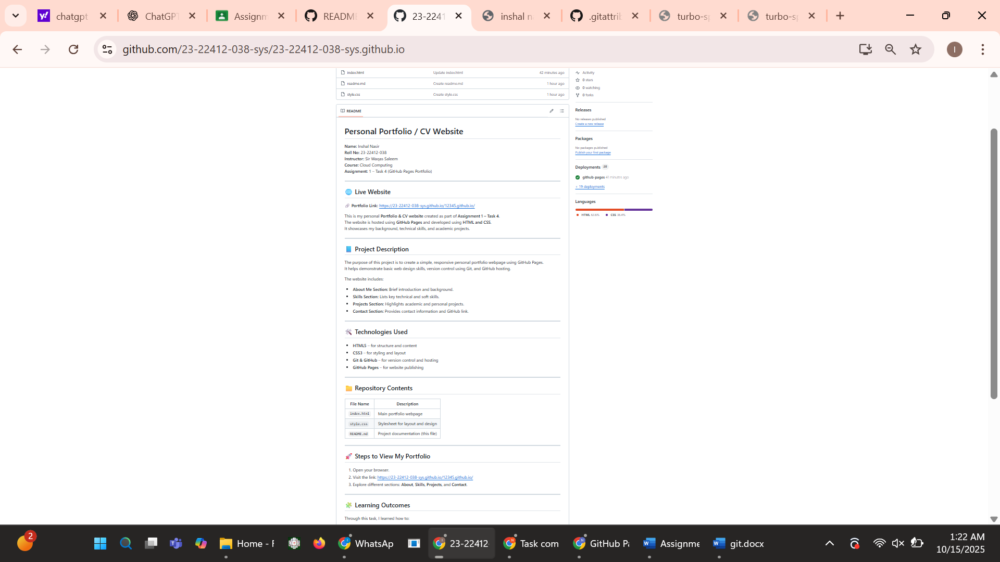 chatgpt
ChatGPT
Assignm
README
23-2241
inshal n
.gitattrib
turbo-sp
turbo-sp
github.com/23-22412-038-sys/23-22412-038-sys.github.io
I
index.html Update index.html 42 minutes ago
readme.md Create readme.md 1 hour ago
style.css Create style.css 1 hour ago
README
Personal Portfolio / CV Website
Name: Inshal Nasir
Roll No: 23-22412-038
Instructor: Sir Waqas Saleem
Course: Cloud Computing
Assignment: 1 – Task 4 (GitHub Pages Portfolio)
Live Website
Portfolio Link: https://23-22412-038-sys.github.io/12345.github.io/
This is my personal Portfolio & CV website created as part of Assignment 1 – Task 4.
The website is hosted using GitHub Pages and developed using HTML and CSS.
It showcases my background, technical skills, and academic projects.
Project Description
The purpose of this project is to create a simple, responsive personal portfolio webpage using GitHub Pages.
It helps demonstrate basic web design skills, version control using Git, and GitHub hosting.
The website includes:
• About Me Section: Brief introduction and background.
• Skills Section: Lists key technical and soft skills.
• Projects Section: Highlights academic and personal projects.
• Contact Section: Provides contact information and GitHub link.
Technologies Used
• HTML5 – for structure and content
• CSS3 – for styling and layout
• Git & GitHub – for version control and hosting
• GitHub Pages – for website publishing
Repository Contents
File Name Description
index.html Main portfolio webpage
style.css Stylesheet for layout and design
README.md Project documentation (this file)
Steps to View My Portfolio
1. Open your browser.
2. Visit the link: https://23-22412-038-sys.github.io/12345.github.io/
3. Explore different sections: About, Skills, Projects, and Contact.
Learning Outcomes
Through this task, I learned how to:
Activity
0 stars
0 watching
0 forks
Releases
No releases published
Create a new release
Packages
No packages published
Publish your first package
Deployments 20
github-pages 41 minutes ago
+ 19 deployments
Languages
HTML 63.6% CSS 36.4%
2
Home - F
WhatsApp
23-22412-
Task com
GitHub Pa
Assignme
git.docx
1:22 AM
10/15/2025